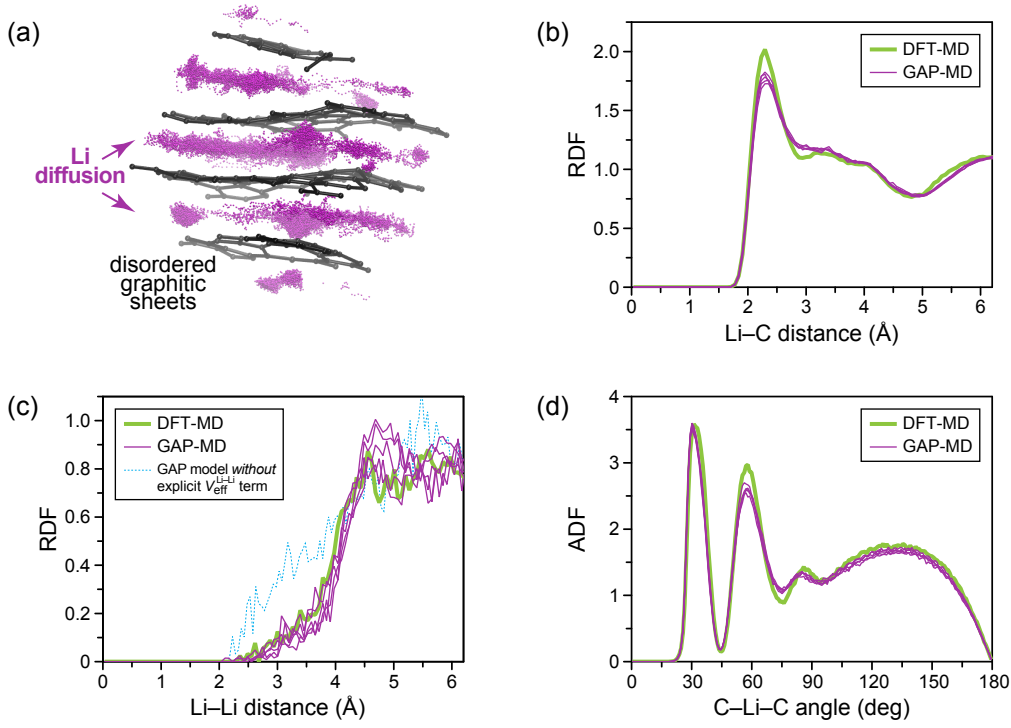 (a)
Li
diffusion
disordered
graphitic
sheets
(b)
2.0
1.5
1.0
0.5
0
RDF
DFT-MD
GAP-MD
0 1 2 3 4 5 6
Li–C distance (Å)
(c)
1.0
0.8
0.6
0.4
0.2
0
RDF
DFT-MD
GAP-MD
GAP model without
explicit V_eff^Li–Li term
0 1 2 3 4 5 6
Li–Li distance (Å)
(d)
4
3
2
1
0
ADF
DFT-MD
GAP-MD
0 30 60 90 120 150 180
C–Li–C angle (deg)